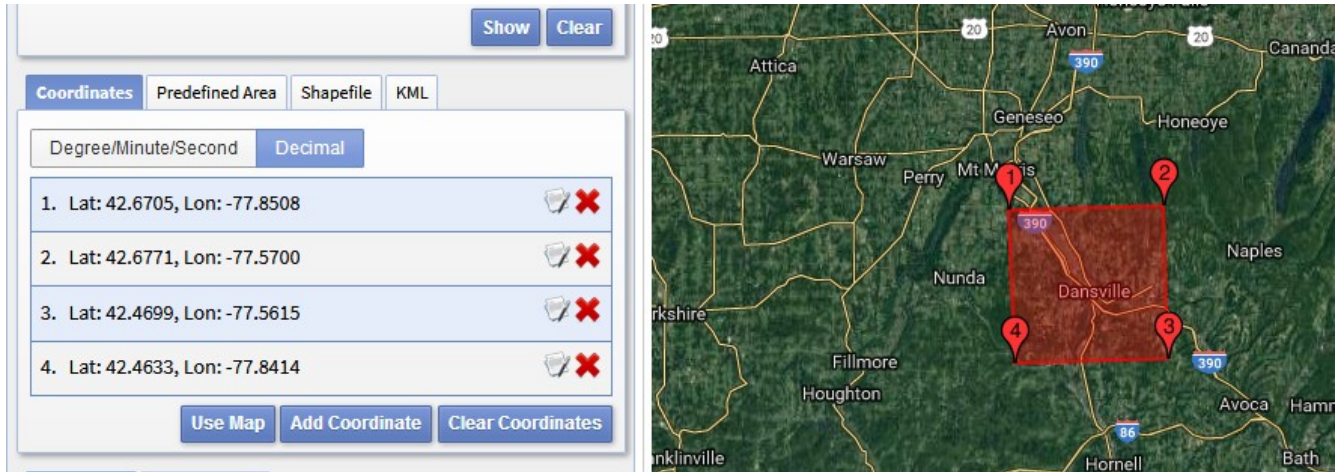 Show Clear
Coordinates Predefined Area Shapefile KML
Degree/Minute/Second Decimal
1. Lat: 42.6705, Lon: -77.8508
2. Lat: 42.6771, Lon: -77.5700
3. Lat: 42.4699, Lon: -77.5615
4. Lat: 42.4633, Lon: -77.8414
Use Map Add Coordinate Clear Coordinates
20 20 Avon 20
Attica 390 Cananda
Geneseo Honeoye
Warsaw Perry Mt M is 1 2
390
Nunda Naples
rkshire Dansville
4 3
Fillmore 390
Houghton
Avoca Hamm
86
nklinville Hornell Bath